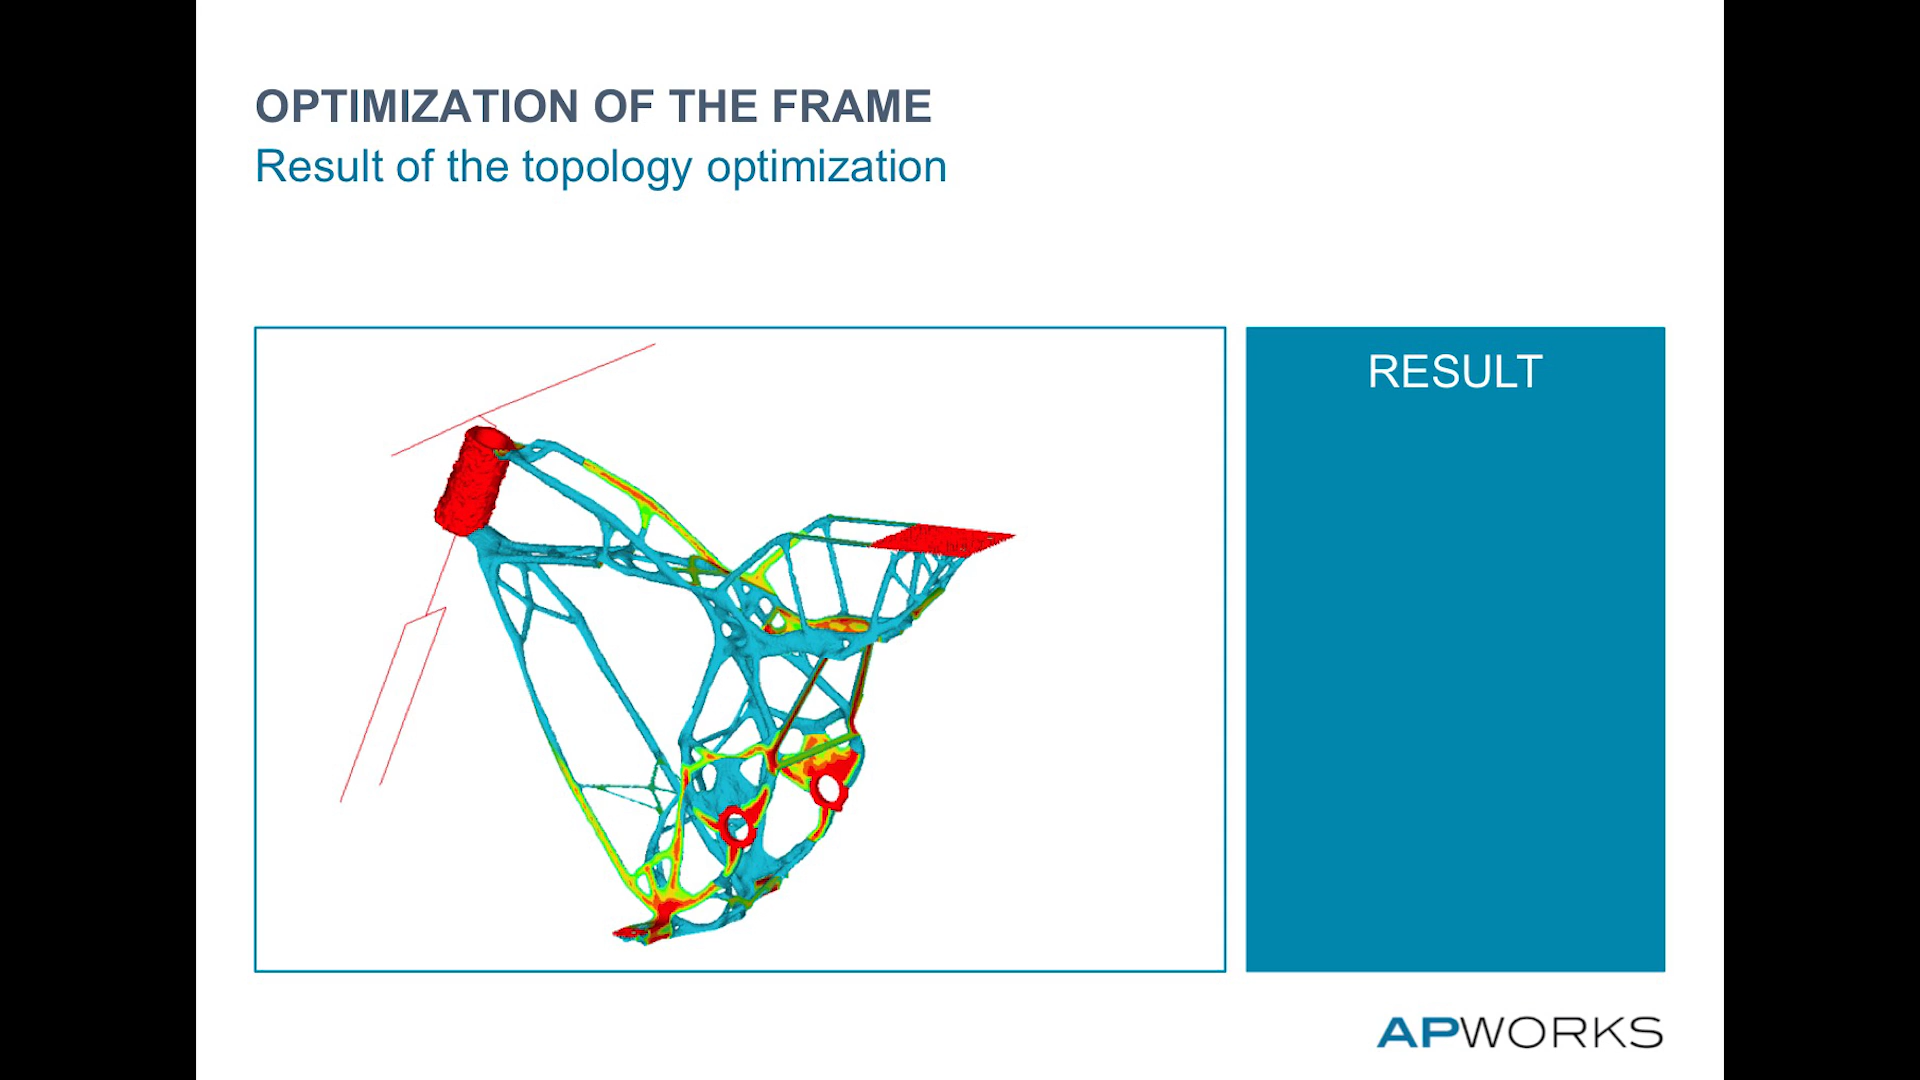 OPTIMIZATION OF THE FRAME
Result of the topology optimization
RESULT
APWORKS